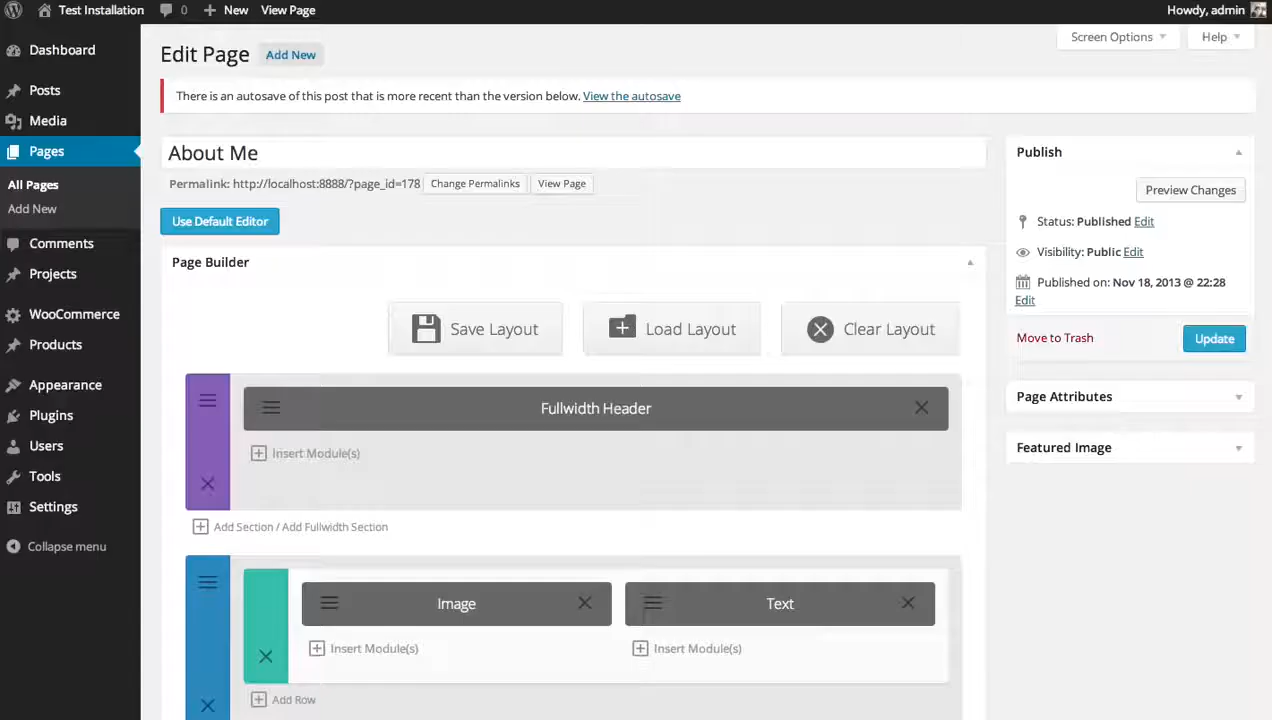 Test Installation 0 New View Page Howdy, admin
Screen Options Help
Dashboard
Posts
Media
Pages
All Pages
Add New
Comments
Projects
WooCommerce
Products
Appearance
Plugins
Users
Tools
Settings
Collapse menu
Edit Page Add New
There is an autosave of this post that is more recent than the version below. View the autosave
About Me
Permalink: http://localhost:8888/?page_id=178 Change Permalinks View Page
Use Default Editor
Page Builder
Save Layout Load Layout Clear Layout
Fullwidth Header
Insert Module(s)
Add Section / Add Fullwidth Section
Image Text
Insert Module(s) Insert Module(s)
Add Row
Publish
Preview Changes
Status: Published Edit
Visibility: Public Edit
Published on: Nov 18, 2013 @ 22:28
Edit
Move to Trash Update
Page Attributes
Featured Image